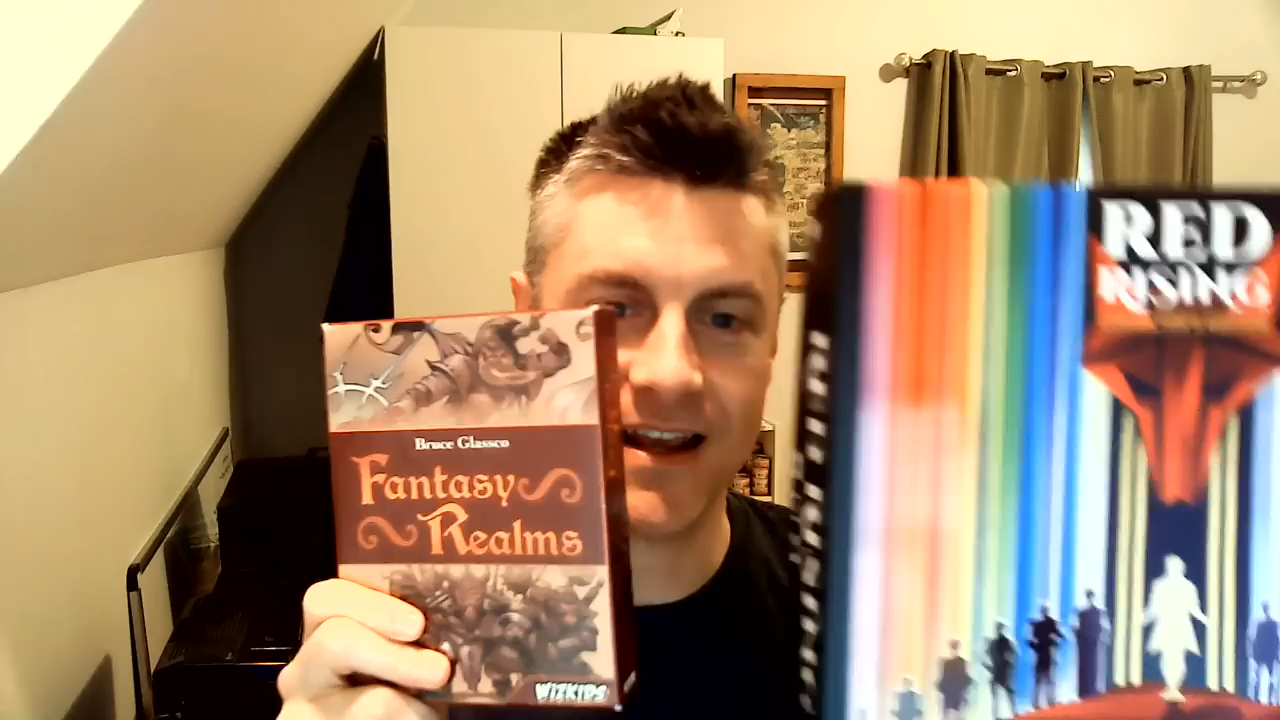 Bruce Glassco
Fantasy
Realms
WIZKIDS
RED
RISING